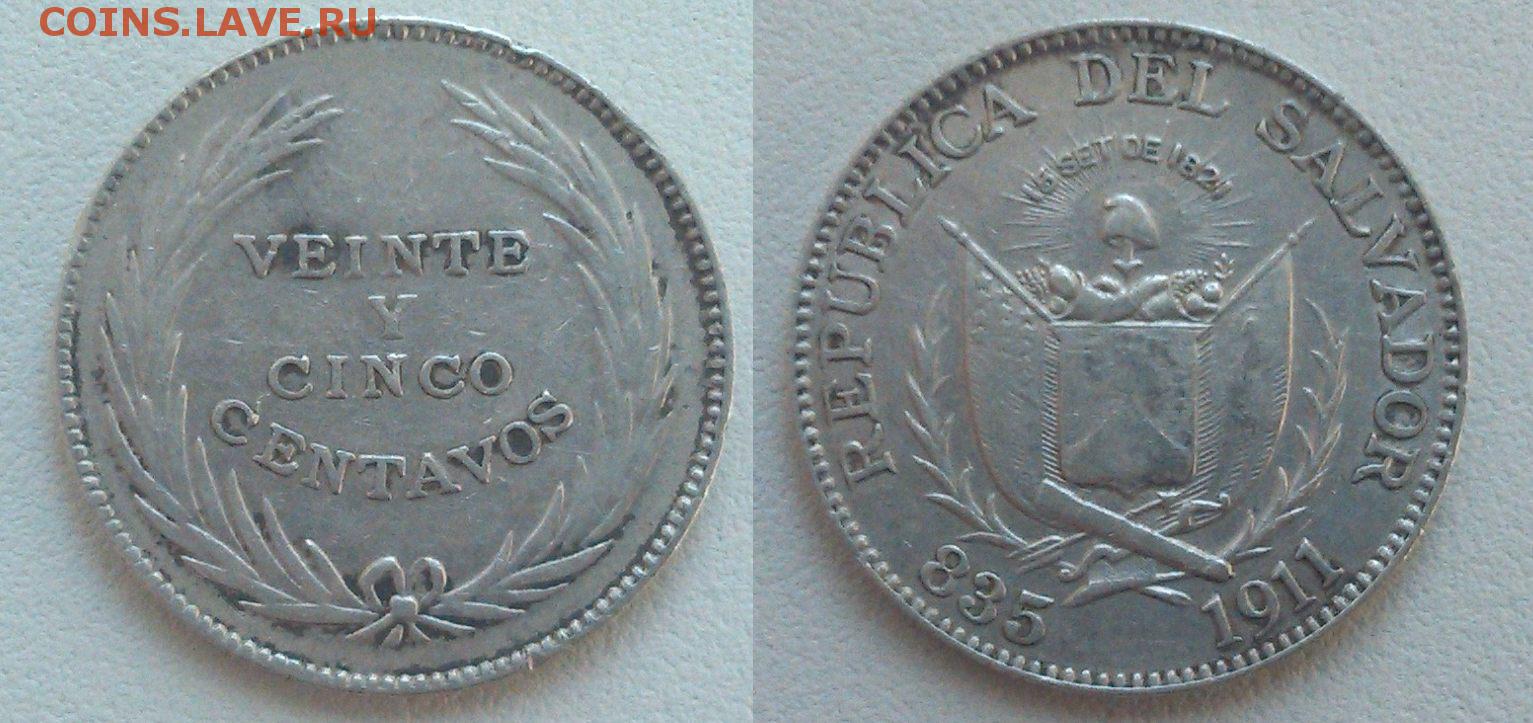 COINS.LAVE.RU
VEINTE
Y
CINCO
CENTAVOS
REPUBLICA DEL SALVADOR
15 SET DE 1821
835 1911